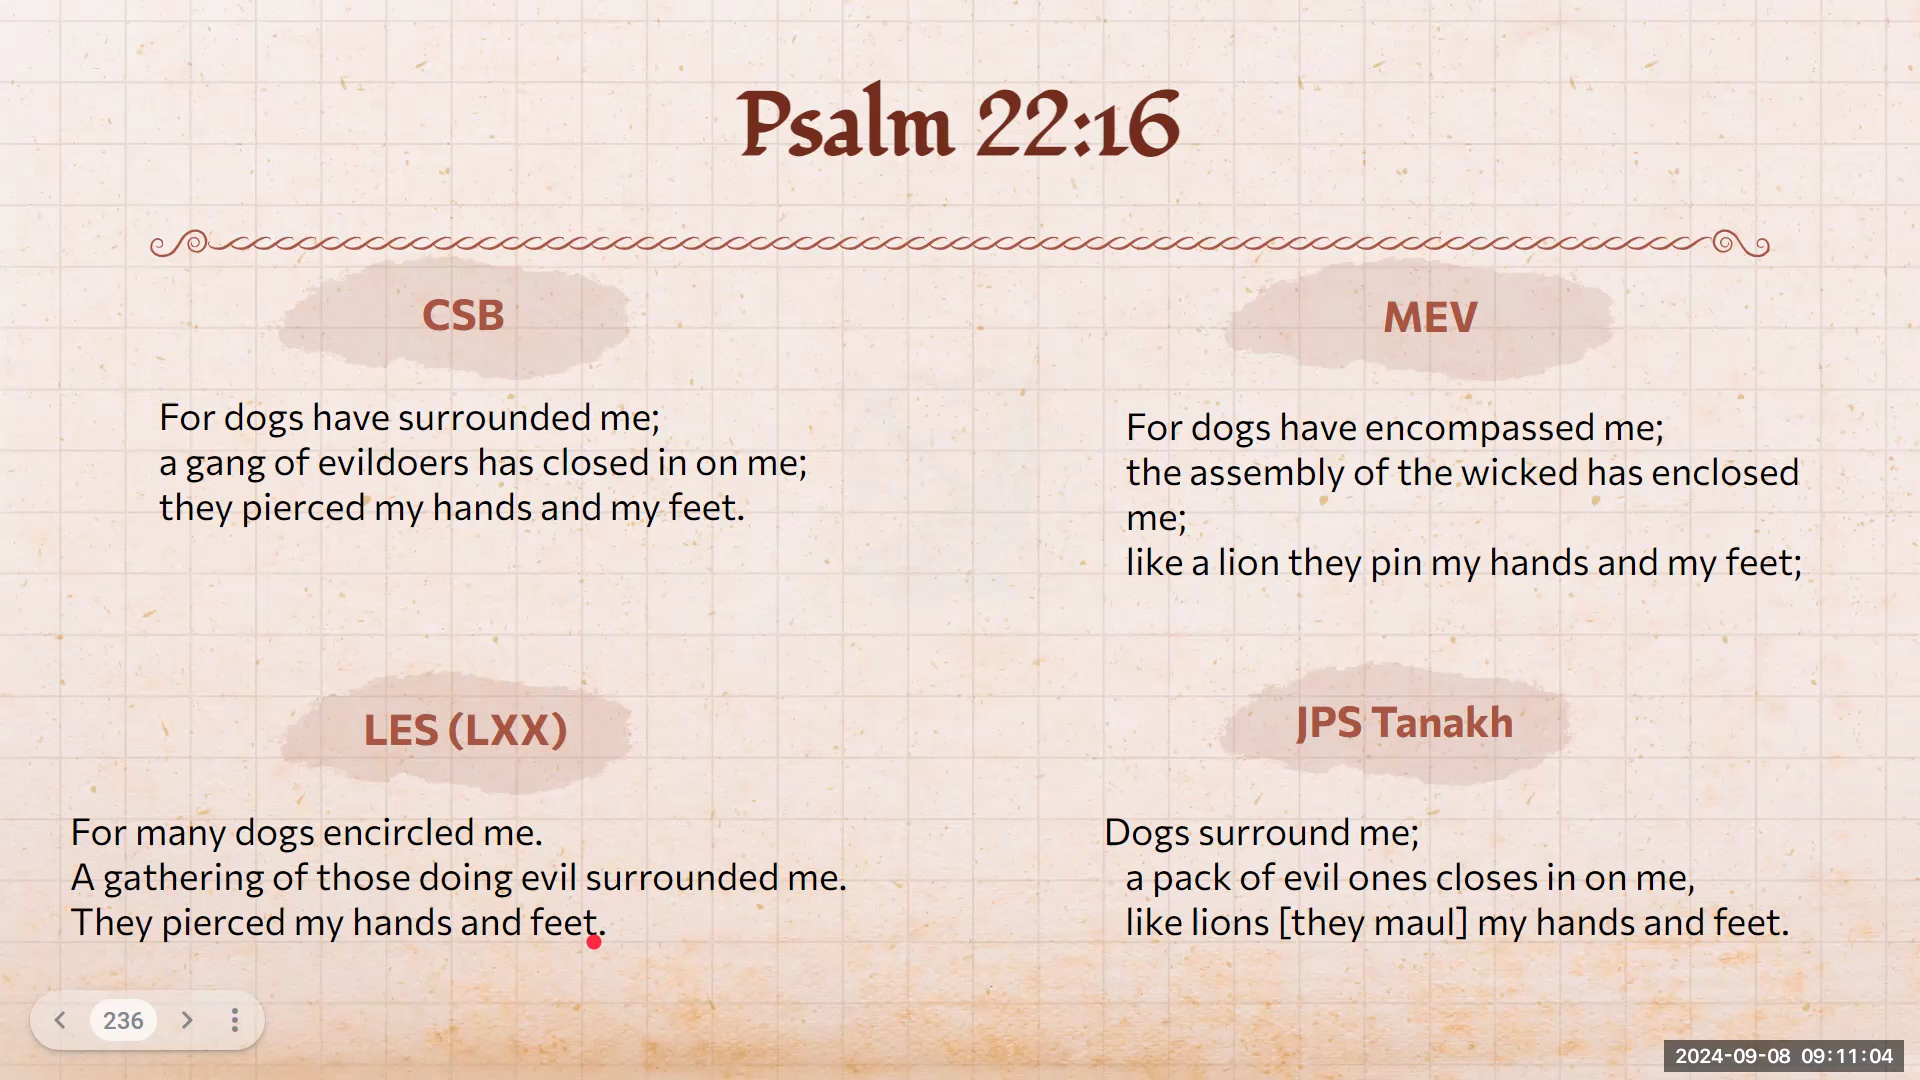 Psalm 22:16
CSB
For dogs have surrounded me;
a gang of evildoers has closed in on me;
they pierced my hands and my feet.
MEV
For dogs have encompassed me;
the assembly of the wicked has enclosed
me;
like a lion they pin my hands and my feet;
LES (LXX)
For many dogs encircled me.
A gathering of those doing evil surrounded me.
They pierced my hands and feet.
JPS Tanakh
Dogs surround me;
a pack of evil ones closes in on me,
like lions [they maul] my hands and feet.
236
2024-09-08 09:11:04